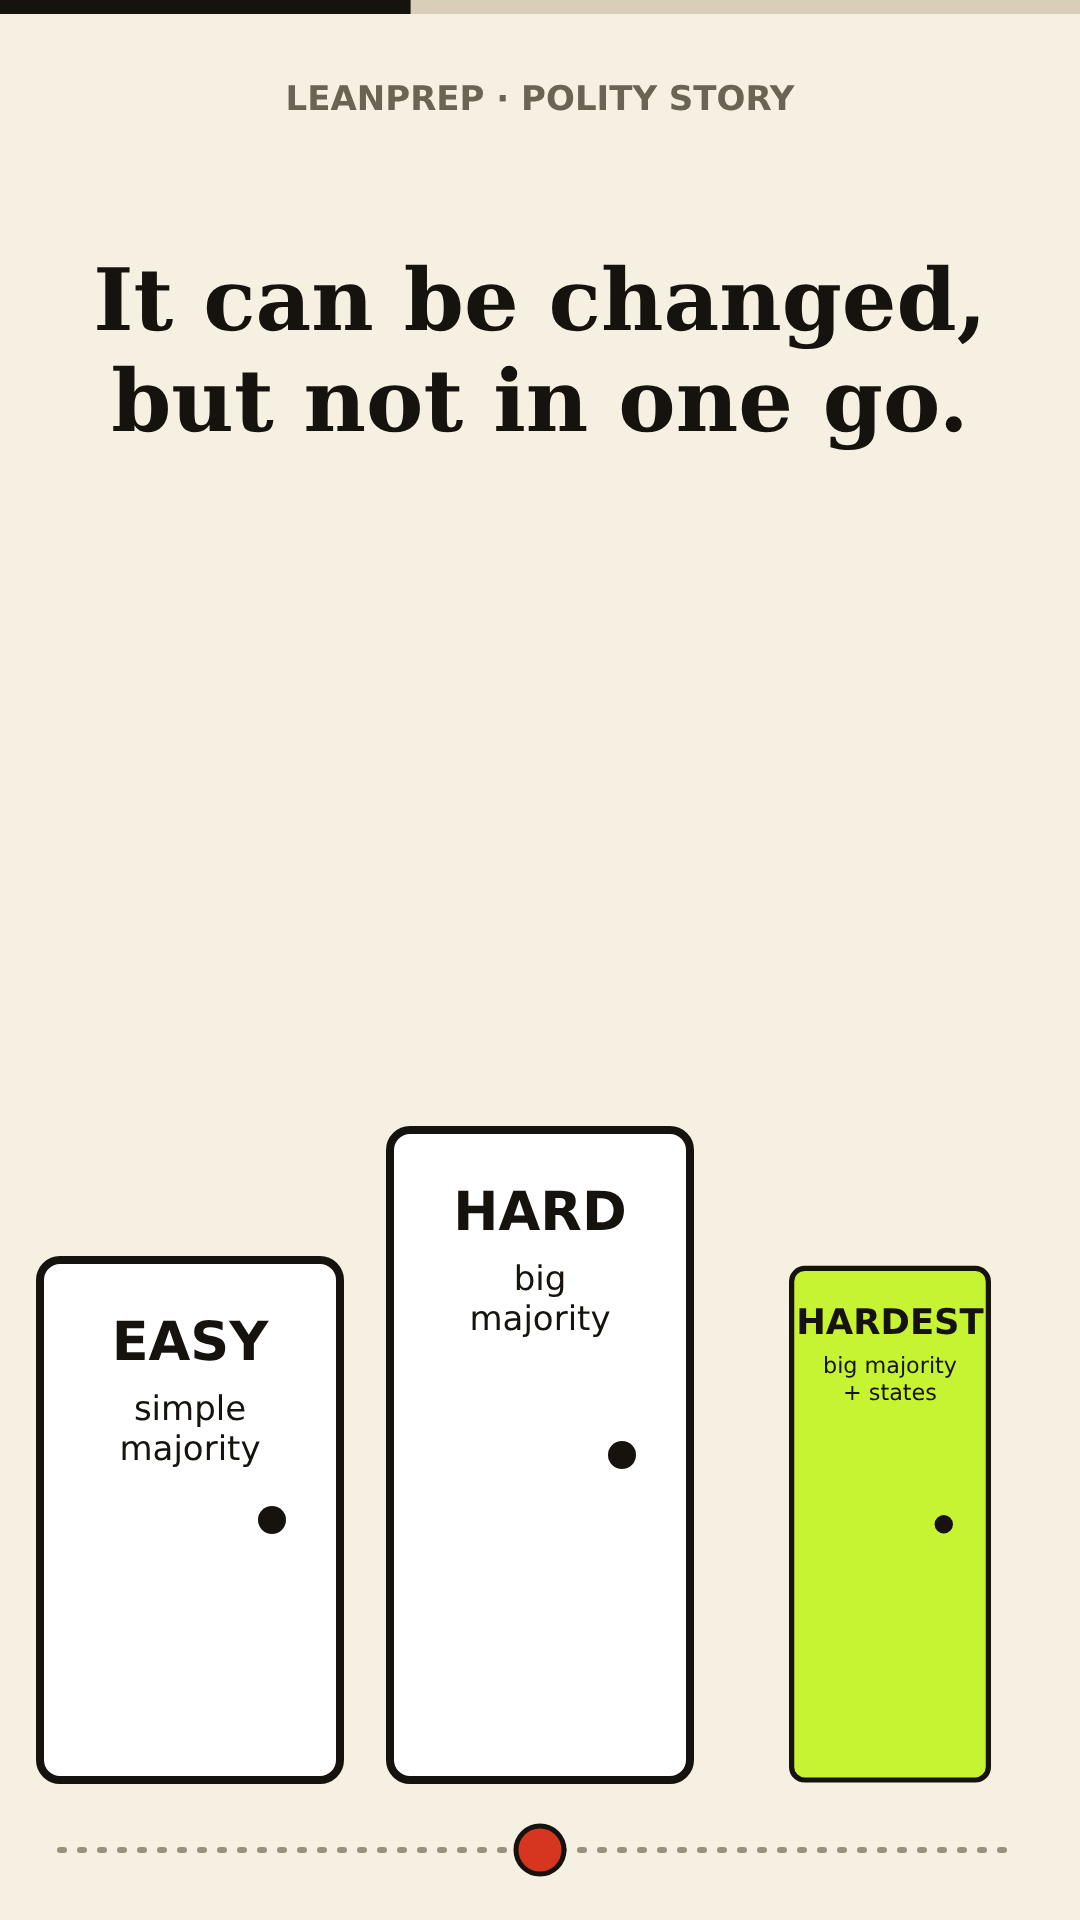 LEANPREP · POLITY STORY
It can be changed,
but not in one go.
EASY
simple
majority
HARD
big
majority
HARDEST
big majority
+ states